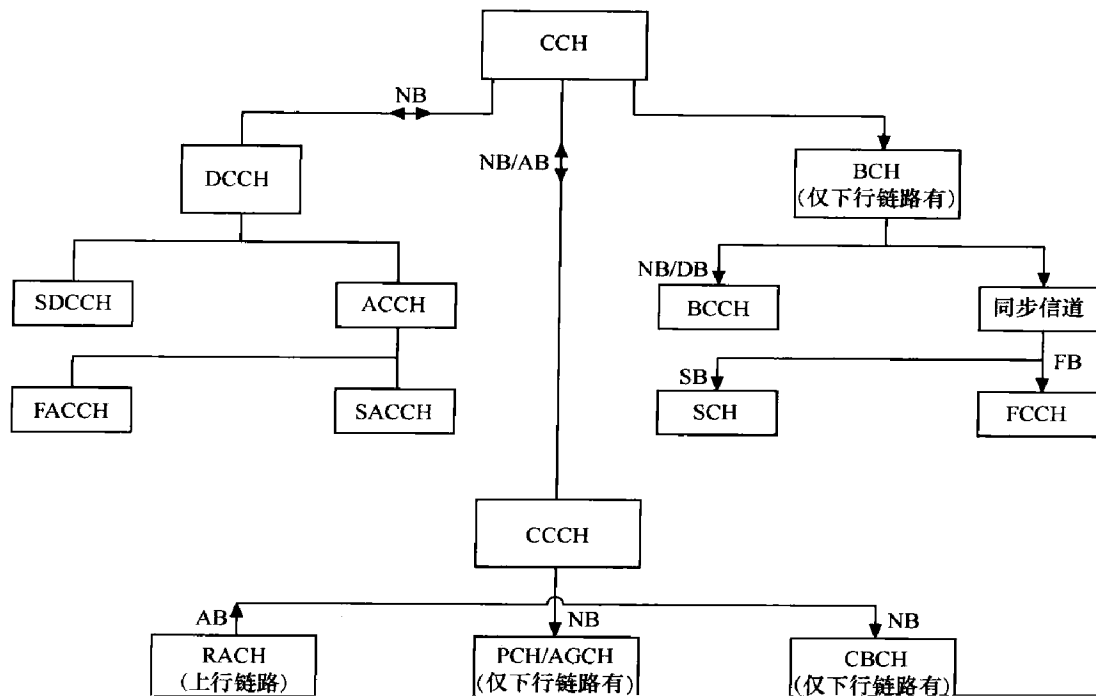 CCH
NB
NB/AB
DCCH
BCH
(仅下行链路有)
NB/DB
SDCCH
ACCH
BCCH
同步信道
SB
FB
FACCH
SACCH
SCH
FCCH
CCCH
AB
NB
NB
RACH
(上行链路)
PCH/AGCH
(仅下行链路有)
CBCH
(仅下行链路有)